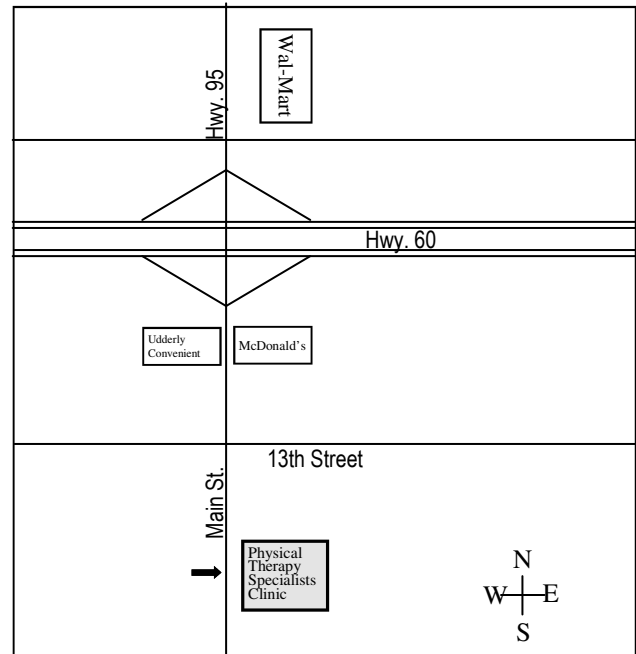 Wal-Mart
Hwy. 95
Hwy. 60
Udderly
Convenient
McDonald's
13th Street
Main St.
Physical
Therapy
Specialists
Clinic
N
W E
S